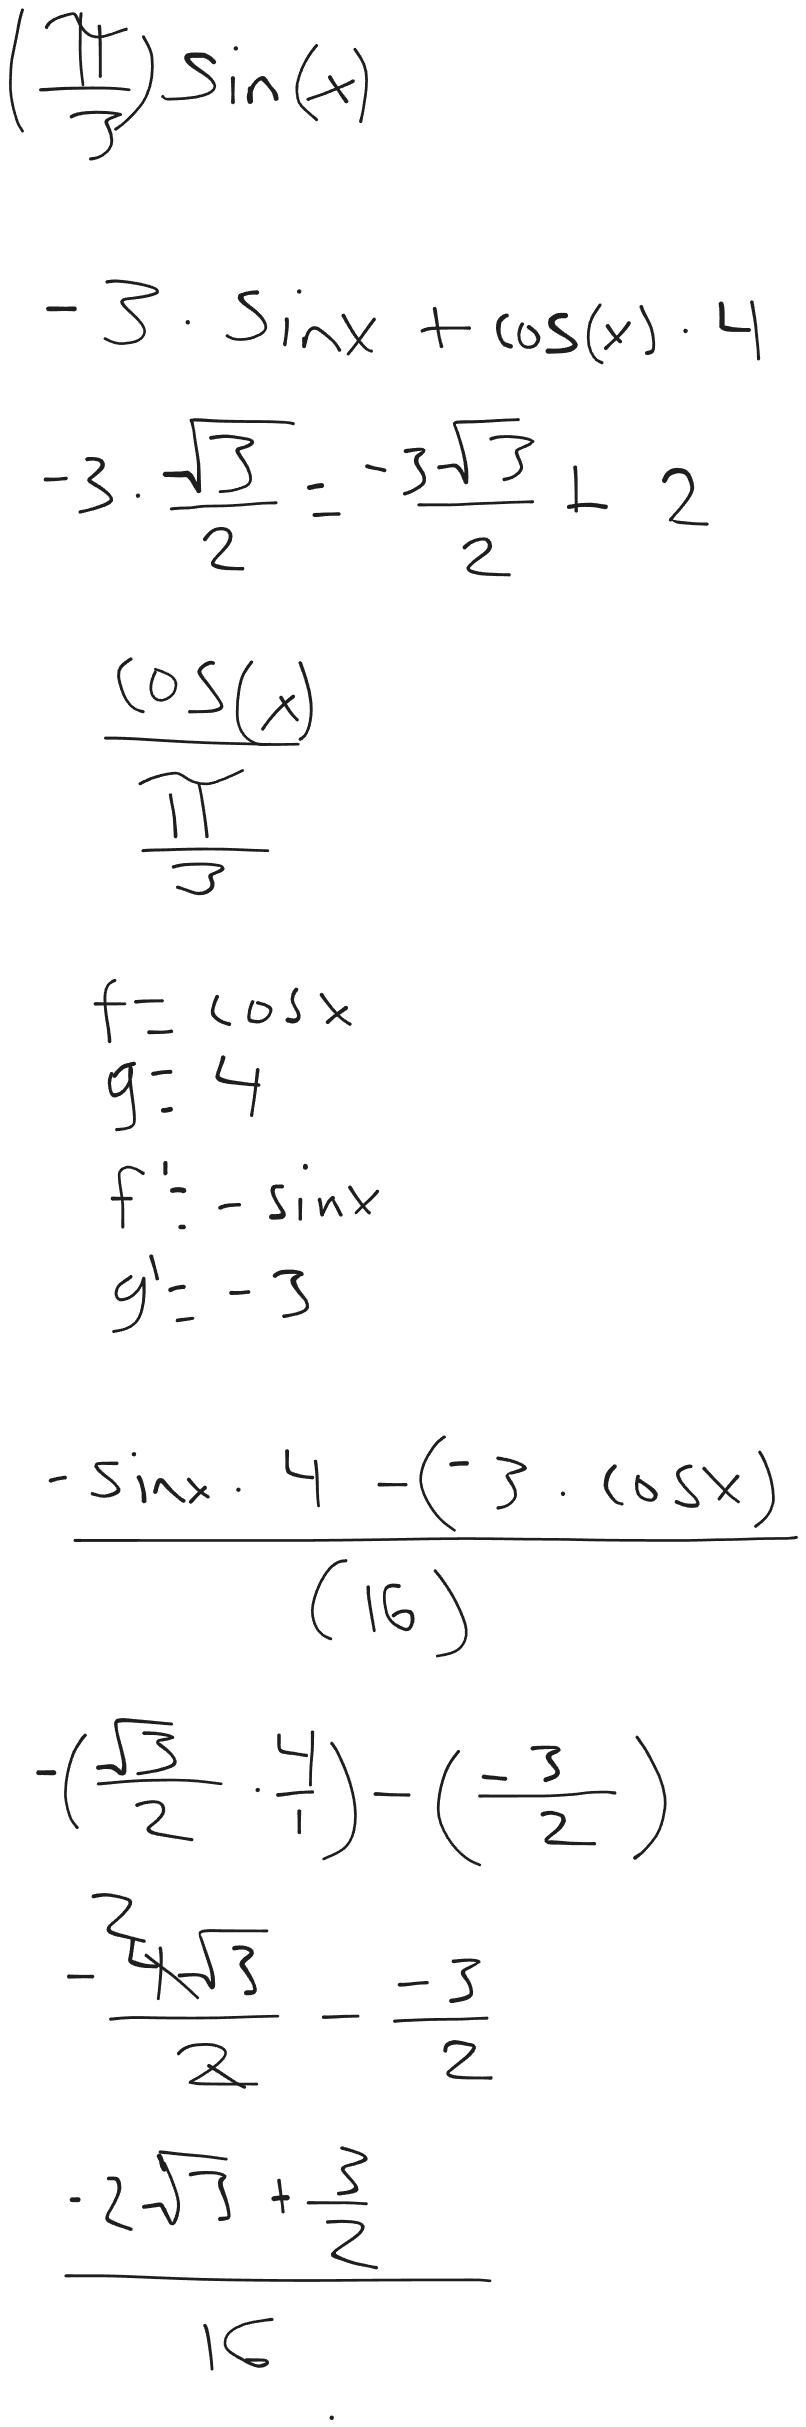 (π/3) sin(x)
-3 · sinx + cos(x) · 4
-3 · √3/2 = -3√3/2 + 2
cos(x)/(π/3)
f = cosx
g = 4
f' = - sinx
g' = - 3
(-sinx · 4 - (-3 · cosx))/(16)
-(√3/2 · 4/1) - (-3/2)
2
- 4√3/2 - -3/2
(-2√3 + 3/2)/16